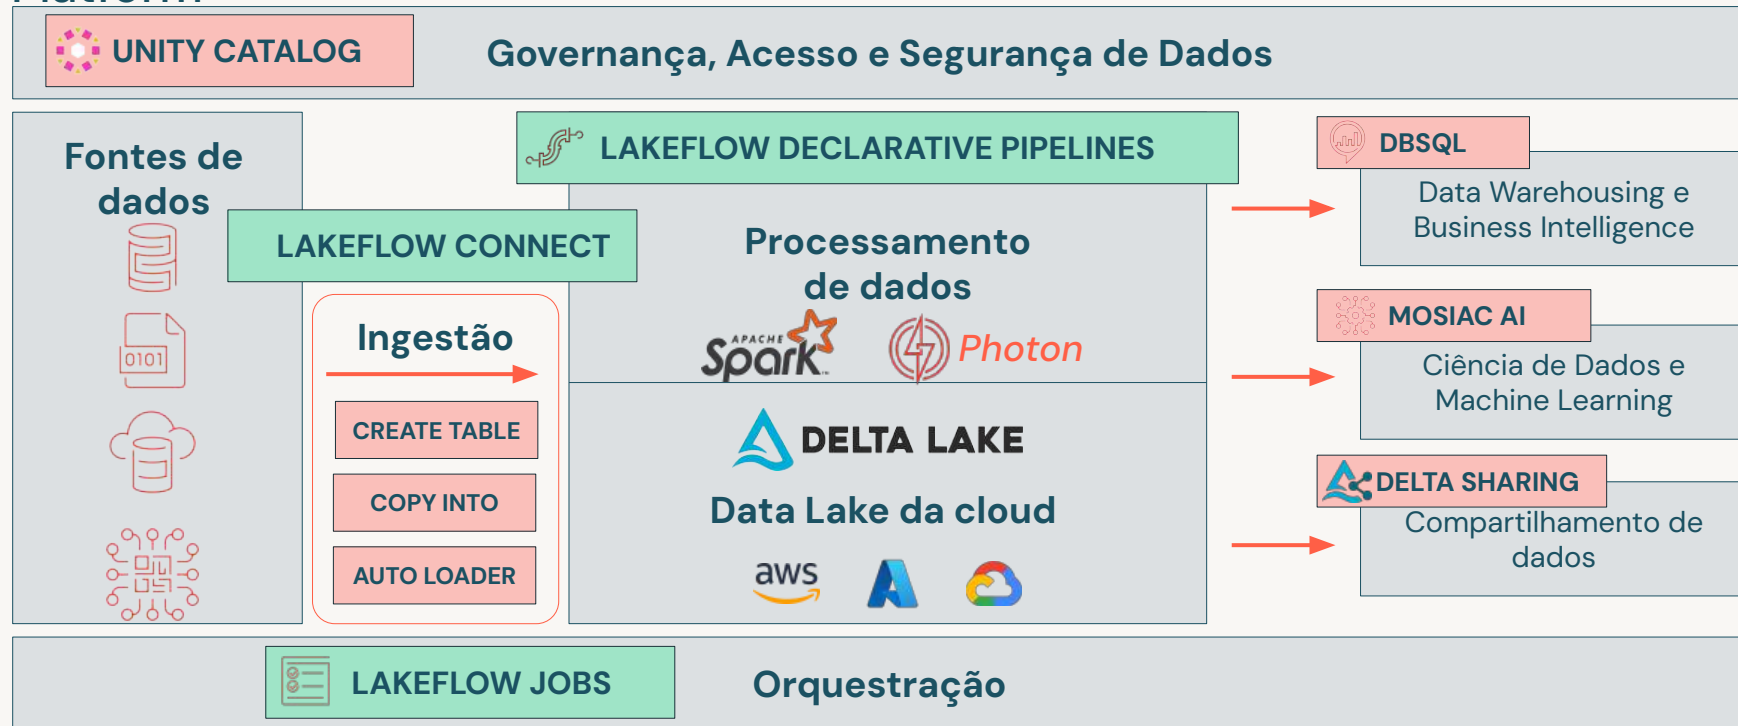 UNITY CATALOG
Governança, Acesso e Segurança de Dados
Fontes de
dados
0101
LAKEFLOW CONNECT
Ingestão
CREATE TABLE
COPY INTO
AUTO LOADER
LAKEFLOW DECLARATIVE PIPELINES
Processamento
de dados
APACHE
Spark
Photon
DELTA LAKE
Data Lake da cloud
aws
DBSQL
Data Warehousing e
Business Intelligence
MOSIAC AI
Ciência de Dados e
Machine Learning
DELTA SHARING
Compartilhamento de
dados
LAKEFLOW JOBS
Orquestração